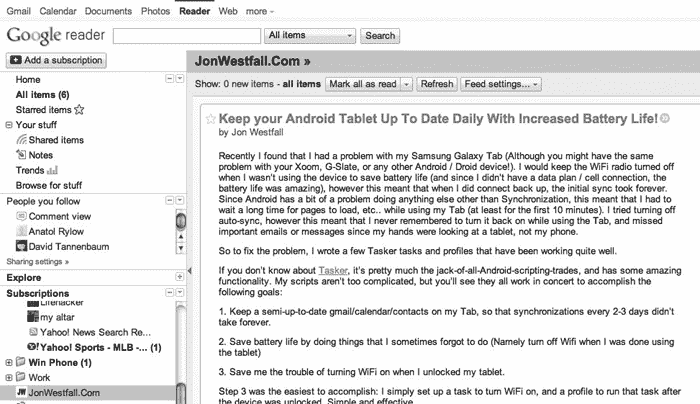 Gmail Calendar Documents Photos Reader Web more
Google reader All items Search
Add a subscription
Home
All items (6)
Starred items
Your stuff
Shared items
Notes
Trends
Browse for stuff
People you follow
Comment view
Anatol Rylow
David Tannenbaum
Sharing settings »
Explore
Subscriptions
Lifehacker
my altar
Yahoo! News Search Re...
Yahoo! Sports - MLB -... (1)
Win Phone (1)
Work
JonWestfall.Com
JonWestfall.Com »
Show: 0 new items - all items Mark all as read Refresh Feed settings...
Keep your Android Tablet Up To Date Daily With Increased Battery Life!
by Jon Westfall
Recently I found that I had a problem with my Samsung Galaxy Tab (Although you might have the same
problem with your Xoom, G-Slate, or any other Android / Droid device!). I would keep the WiFi radio turned off
when I wasn't using the device to save battery life (and since I didn't have a data plan / cell connection, the
battery life was amazing), however this meant that when I did connect back up, the initial sync took forever.
Since Android has a bit of a problem doing anything else other than Synchronization, this meant that I had to
wait a long time for pages to load, etc.. while using my Tab (at least for the first 10 minutes). I tried turning off
auto-sync, however this meant that I never remembered to turn it back on while using the Tab, and missed
important emails or messages since my hands were looking at a tablet, not my phone.
So to fix the problem, I wrote a few Tasker tasks and profiles that have been working quite well.
If you don't know about Tasker, it's pretty much the jack-of-all-Android-scripting-trades, and has some amazing
functionality. My scripts aren't too complicated, but you'll see they all work in concert to accomplish the
following goals:
1. Keep a semi-up-to-date gmail/calendar/contacts on my Tab, so that synchronizations every 2-3 days didn't
take forever.
2. Save battery life by doing things that I sometimes forgot to do (Namely turn off Wifi when I was done using
the tablet)
3. Save me the trouble of turning WiFi on when I unlocked my tablet.
Step 3 was the easiest to accomplish: I simply set up a task to turn WiFi on, and a profile to run that task after
the device was unlocked. Simple and effective.